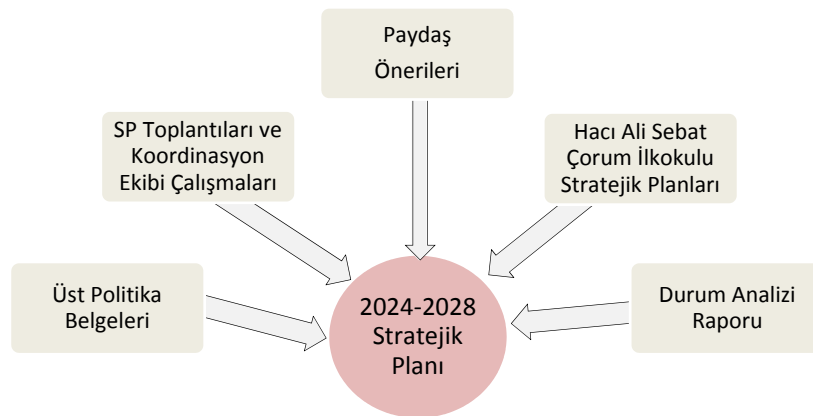 Paydaş
Önerileri
SP Toplantıları ve
Koordinasyon
Ekibi Çalışmaları
Hacı Ali Sebat
Çorum İlkokulu
Stratejik Planları
Üst Politika
Belgeleri
2024-2028
Stratejik
Planı
Durum Analizi
Raporu